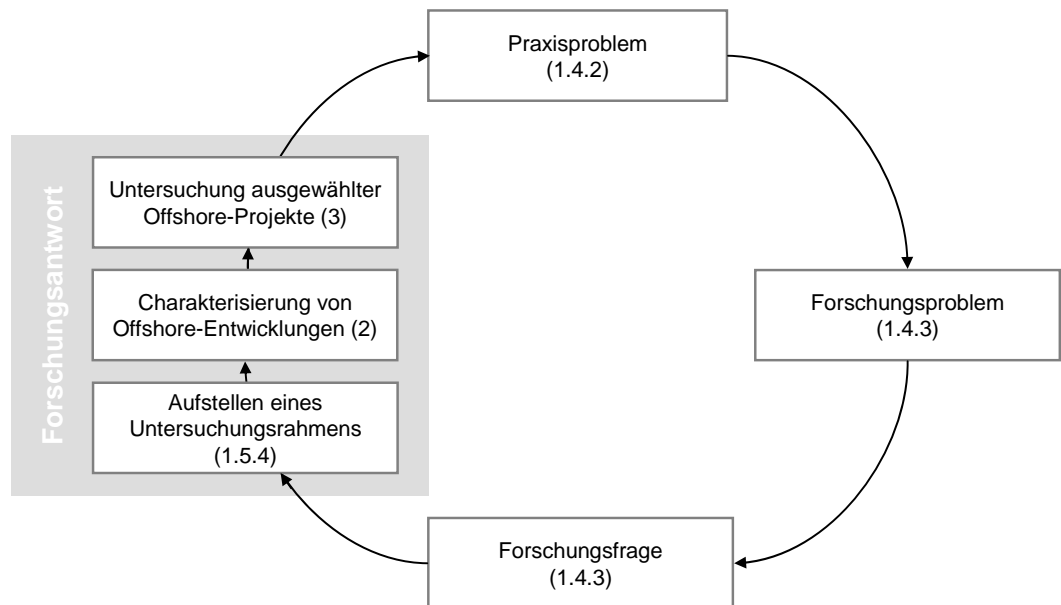 Praxisproblem
(1.4.2)
Forschungsproblem
(1.4.3)
Forschungsfrage
(1.4.3)
Forschungsantwort
Untersuchung ausgewählter
Offshore-Projekte (3)
Charakterisierung von
Offshore-Entwicklungen (2)
Aufstellen eines
Untersuchungsrahmens
(1.5.4)